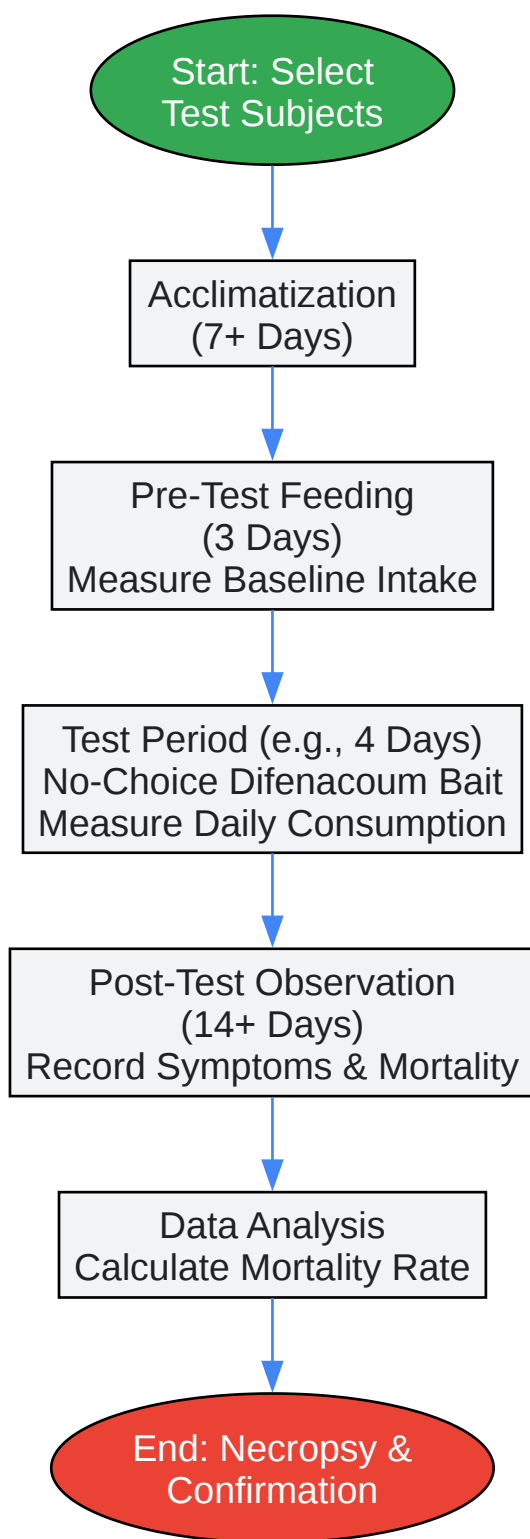 Start: Select
Test Subjects
Acclimatization
(7+ Days)
Pre-Test Feeding
(3 Days)
Measure Baseline Intake
Test Period (e.g., 4 Days)
No-Choice Difenacoum Bait
Measure Daily Consumption
Post-Test Observation
(14+ Days)
Record Symptoms & Mortality
Data Analysis
Calculate Mortality Rate
End: Necropsy &
Confirmation